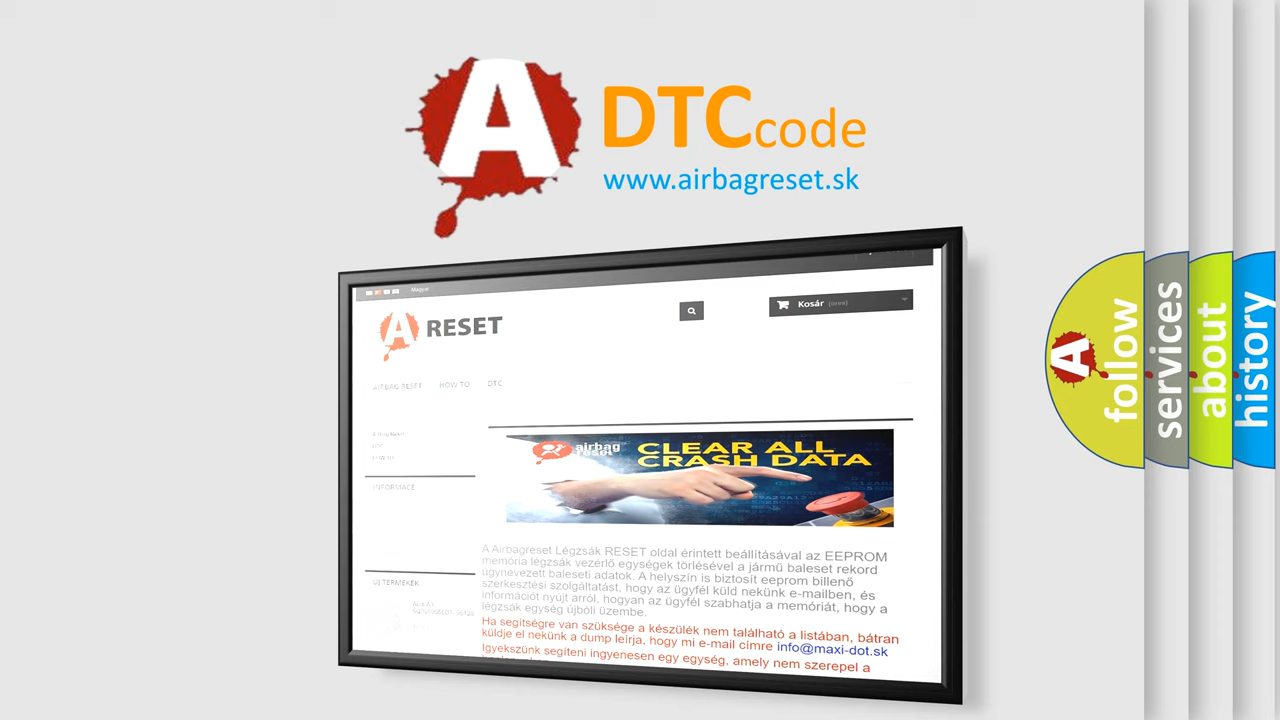 A
DTCcode
www.airbagreset.sk
Magyar
A RESET
Kosár (üres)
AIRBAG RESET HOW TO DTC
INFORMACE
airbag
reset
CLEAR ALL
CRASH DATA
A Airbagreset Légzsák RESET oldal érintett beállításával az EEPROM
memória légzsák vezérlő egységek törlésével a jármű baleset rekord
úgynevezett baleseti adatok. A helyszín is biztosít eeprom billenő
szerkesztési szolgáltatást, hogy az ügyfél küld nekünk e-mailben, és
információt nyújt arról, hogyan az ügyfél szabhatja a memóriát, hogy a
légzsák egység újbóli üzembe.
Ha segítségre van szüksége a készülék nem található a listában, bátran
küldje el nekünk a dump leírja, hogy mi e-mail címre info@maxi-dot.sk
Igyekszünk segíteni ingyenesen egy egység, amely nem szerepel a
ÚJ TERMÉKEK
A
follow
services
about
history